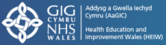 GIG
CYMRU
NHS
WALES
Addysg a Gwella Iechyd
Cymru (AaGIC)
Health Education and
Improvement Wales (HEIW)